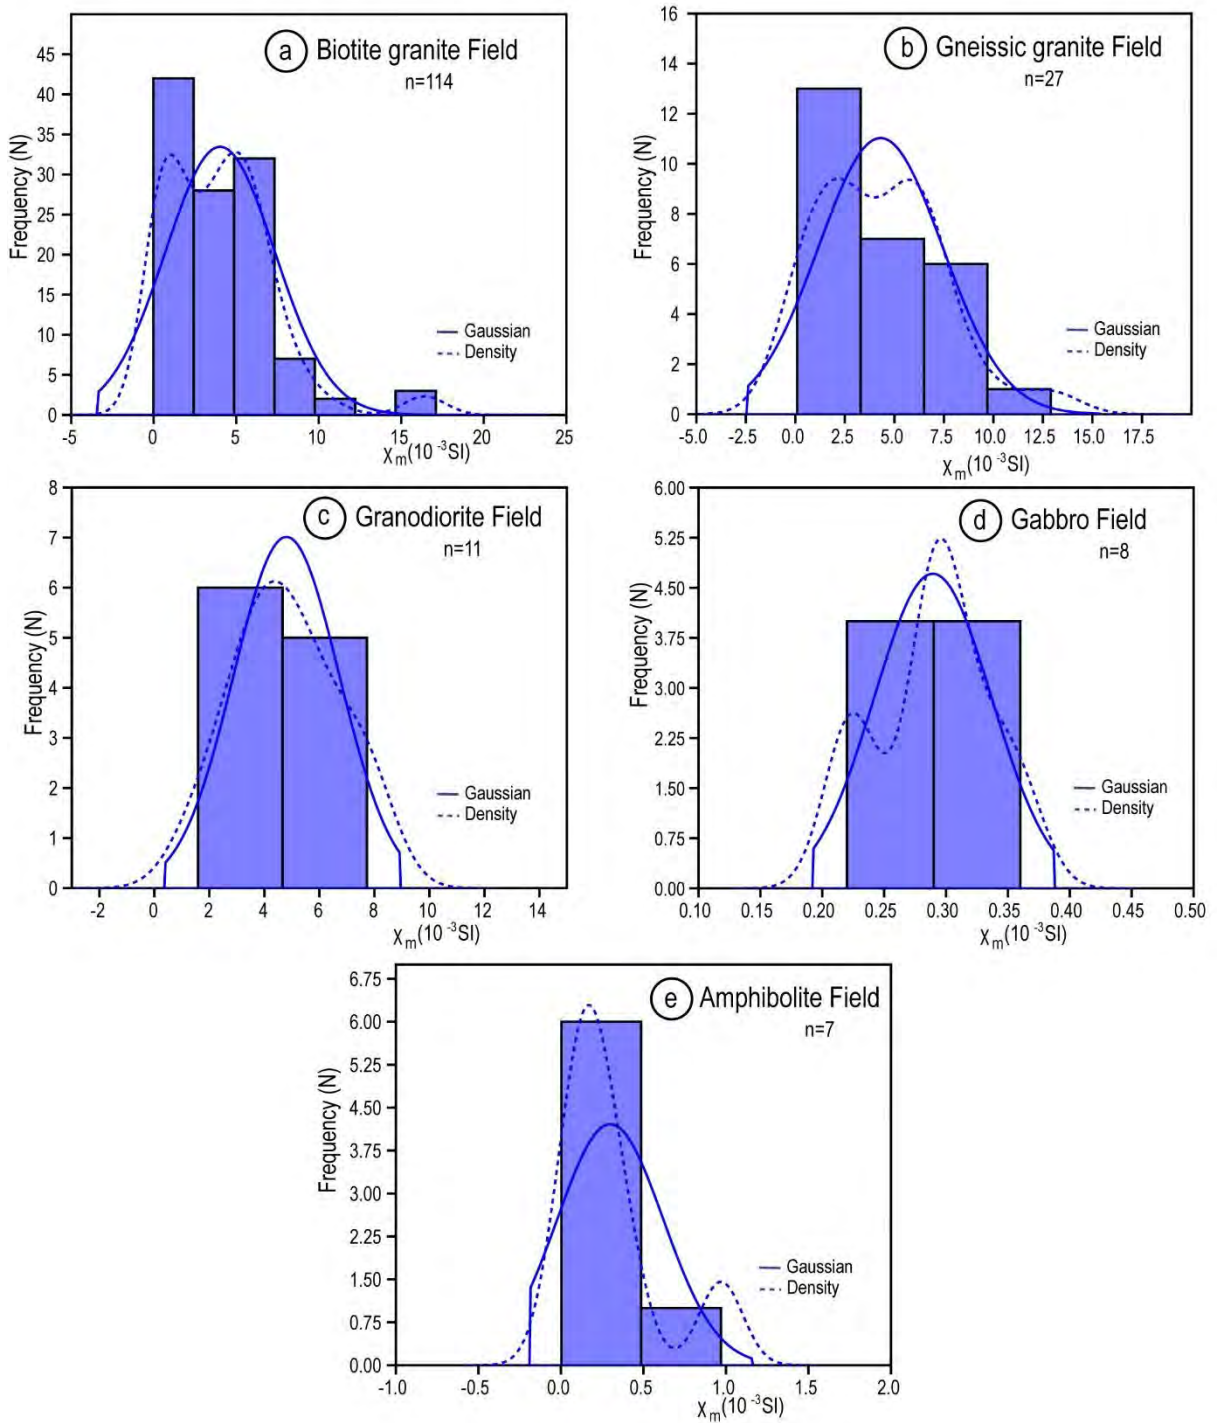 a Biotite granite Field
n=114
Frequency (N)
45
40
35
30
25
20
15
10
5
0
-5 0 5 10 15 20 25
χm(10⁻³SI)
Gaussian
Density
b Gneissic granite Field
n=27
Frequency (N)
16
14
12
10
8
6
4
2
0
-5.0 -2.5 0.0 2.5 5.0 7.5 10.0 12.5 15.0 17.5
χm(10⁻³SI)
Gaussian
Density
c Granodiorite Field
n=11
Frequency (N)
8
7
6
5
4
3
2
1
0
-2 0 2 4 6 8 10 12 14
χm(10⁻³SI)
Gaussian
Density
d Gabbro Field
n=8
Frequency (N)
6.00
5.25
4.50
3.75
3.00
2.25
1.50
0.75
0.00
0.10 0.15 0.20 0.25 0.30 0.35 0.40 0.45 0.50
χm(10⁻³SI)
Gaussian
Density
e Amphibolite Field
n=7
Frequency (N)
6.75
6.00
5.25
4.50
3.75
3.00
2.25
1.50
0.75
0.00
-1.0 -0.5 0.0 0.5 1.0 1.5 2.0
χm(10⁻³SI)
Gaussian
Density